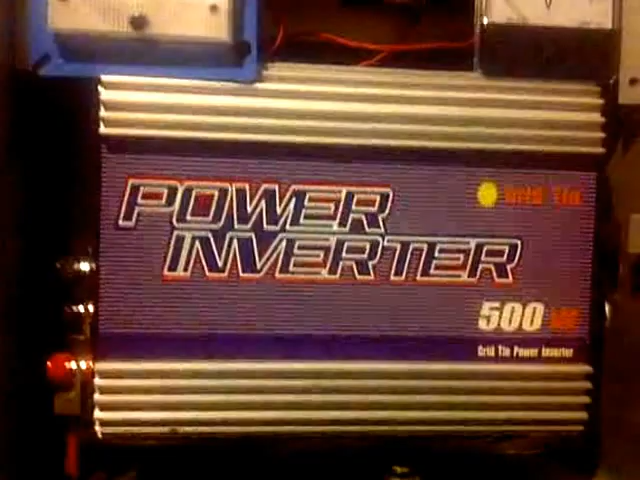 V
Grid Tie
POWER
INVERTER
500 W
Grid Tie Power Inverter